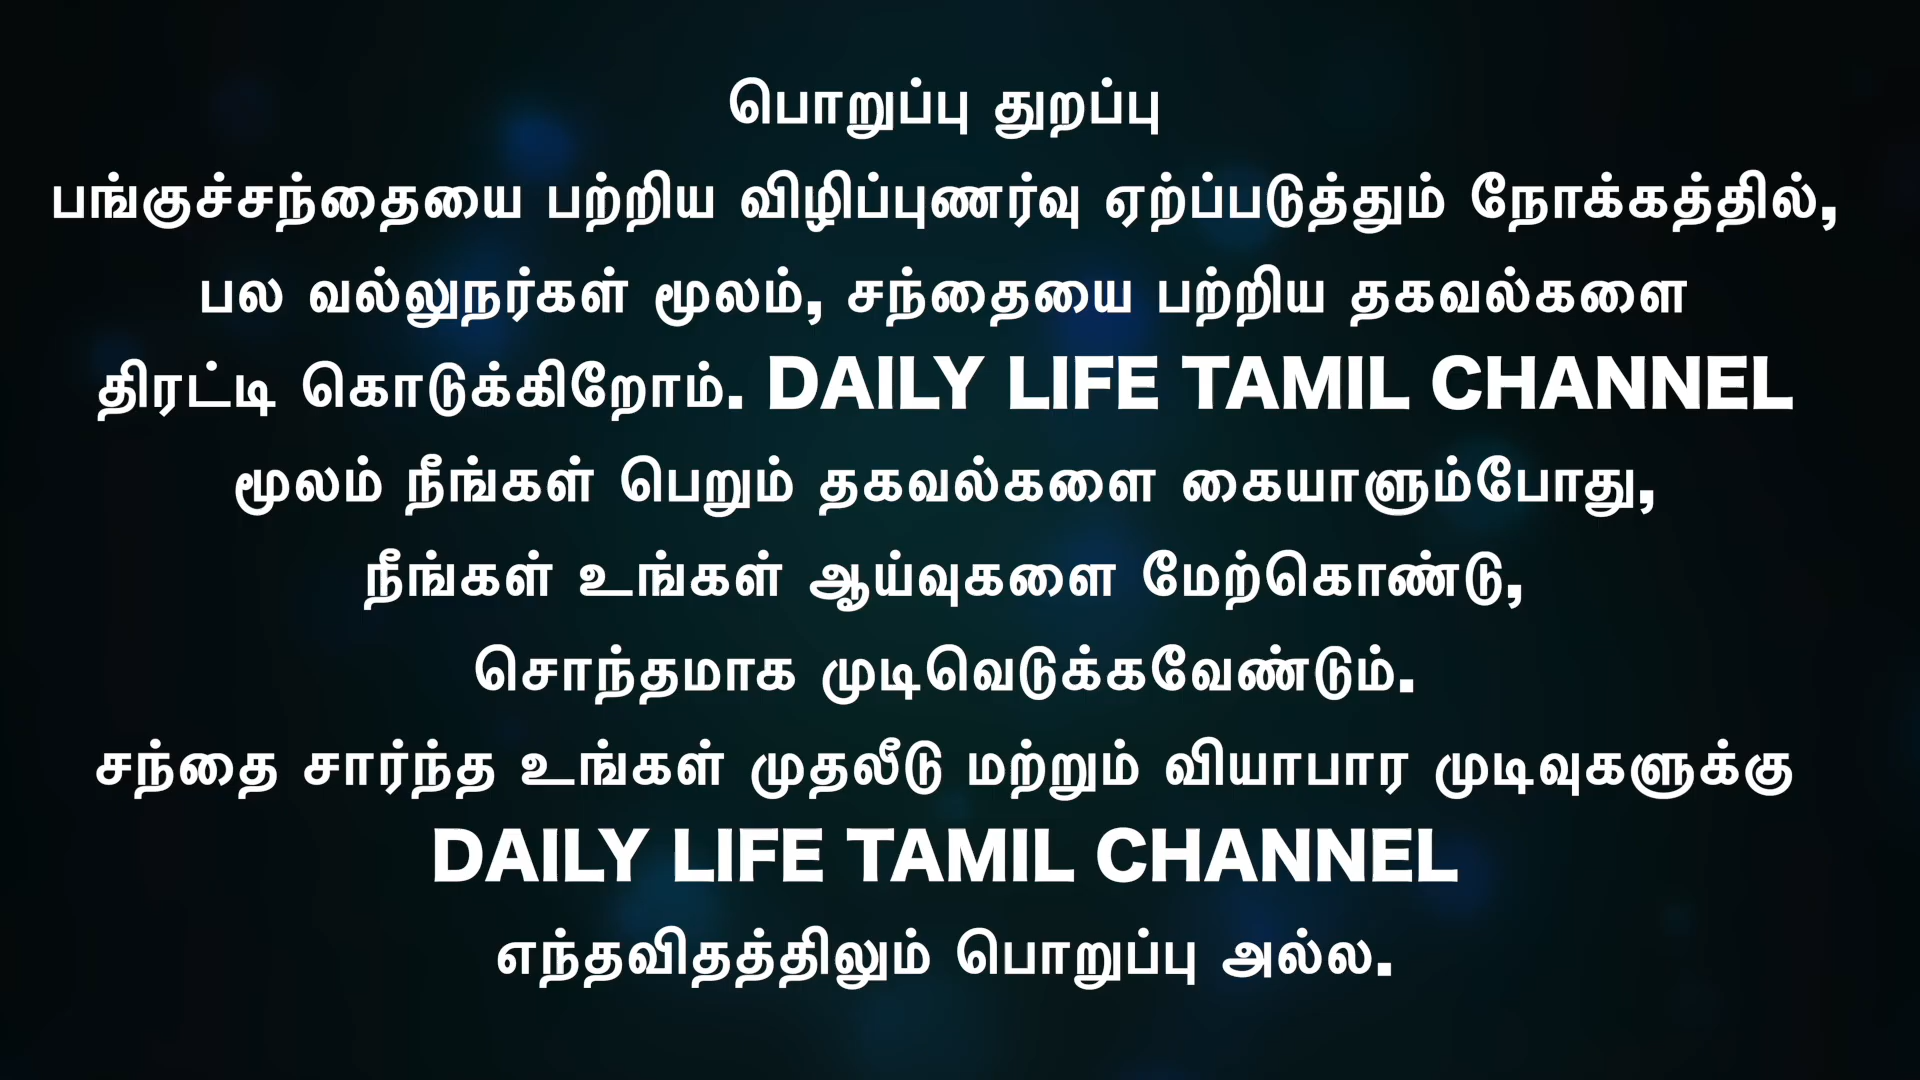 பொறுப்பு துறப்பு
பங்குச்சந்தையை பற்றிய விழிப்புணர்வு ஏற்ப்படுத்தும் நோக்கத்தில்,
பல வல்லுநர்கள் மூலம், சந்தையை பற்றிய தகவல்களை
திரட்டி கொடுக்கிறோம். DAILY LIFE TAMIL CHANNEL
மூலம் நீங்கள் பெறும் தகவல்களை கையாளும்போது,
நீங்கள் உங்கள் ஆய்வுகளை மேற்கொண்டு,
சொந்தமாக முடிவெடுக்கவேண்டும்.
சந்தை சார்ந்த உங்கள் முதலீடு மற்றும் வியாபார முடிவுகளுக்கு
DAILY LIFE TAMIL CHANNEL
எந்தவிதத்திலும் பொறுப்பு அல்ல.